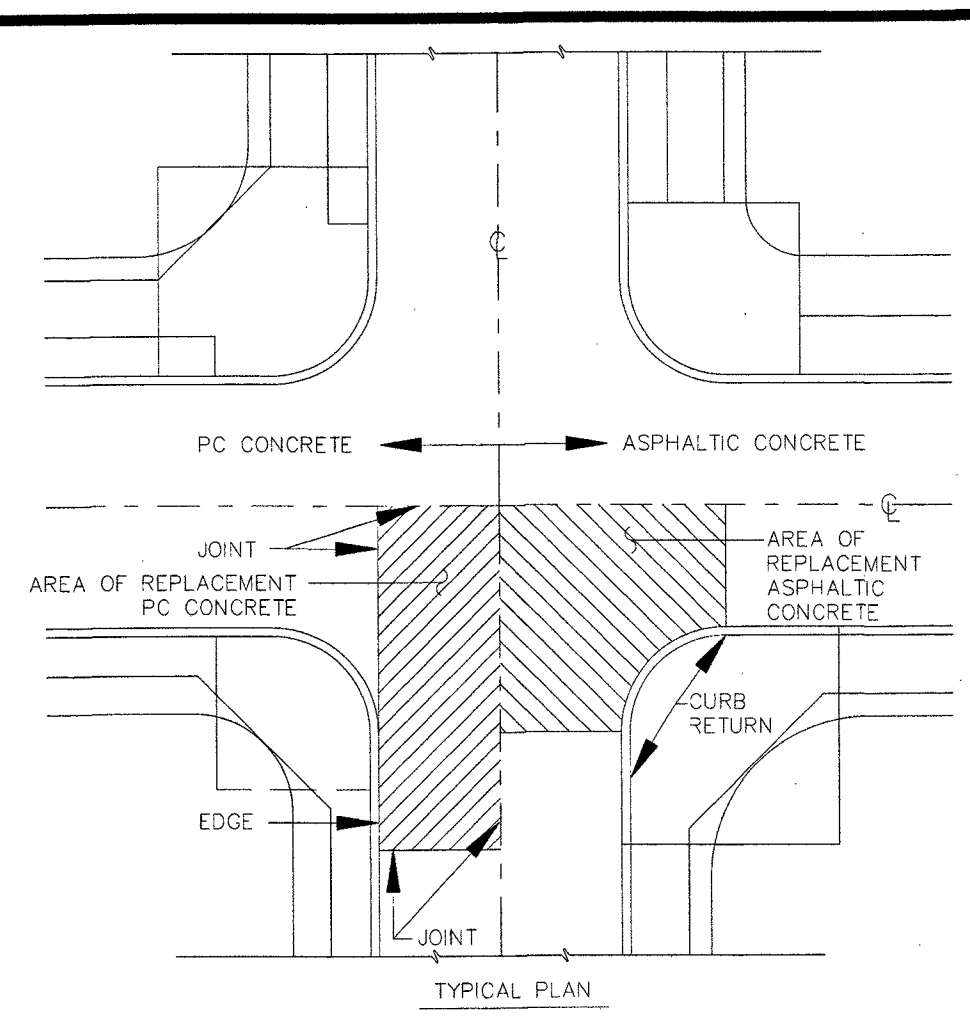 ℄
PC CONCRETE
ASPHALTIC CONCRETE
℄
JOINT
AREA OF REPLACEMENT
PC CONCRETE
AREA OF
REPLACEMENT
ASPHALTIC
CONCRETE
CURB
RETURN
EDGE
JOINT
TYPICAL PLAN